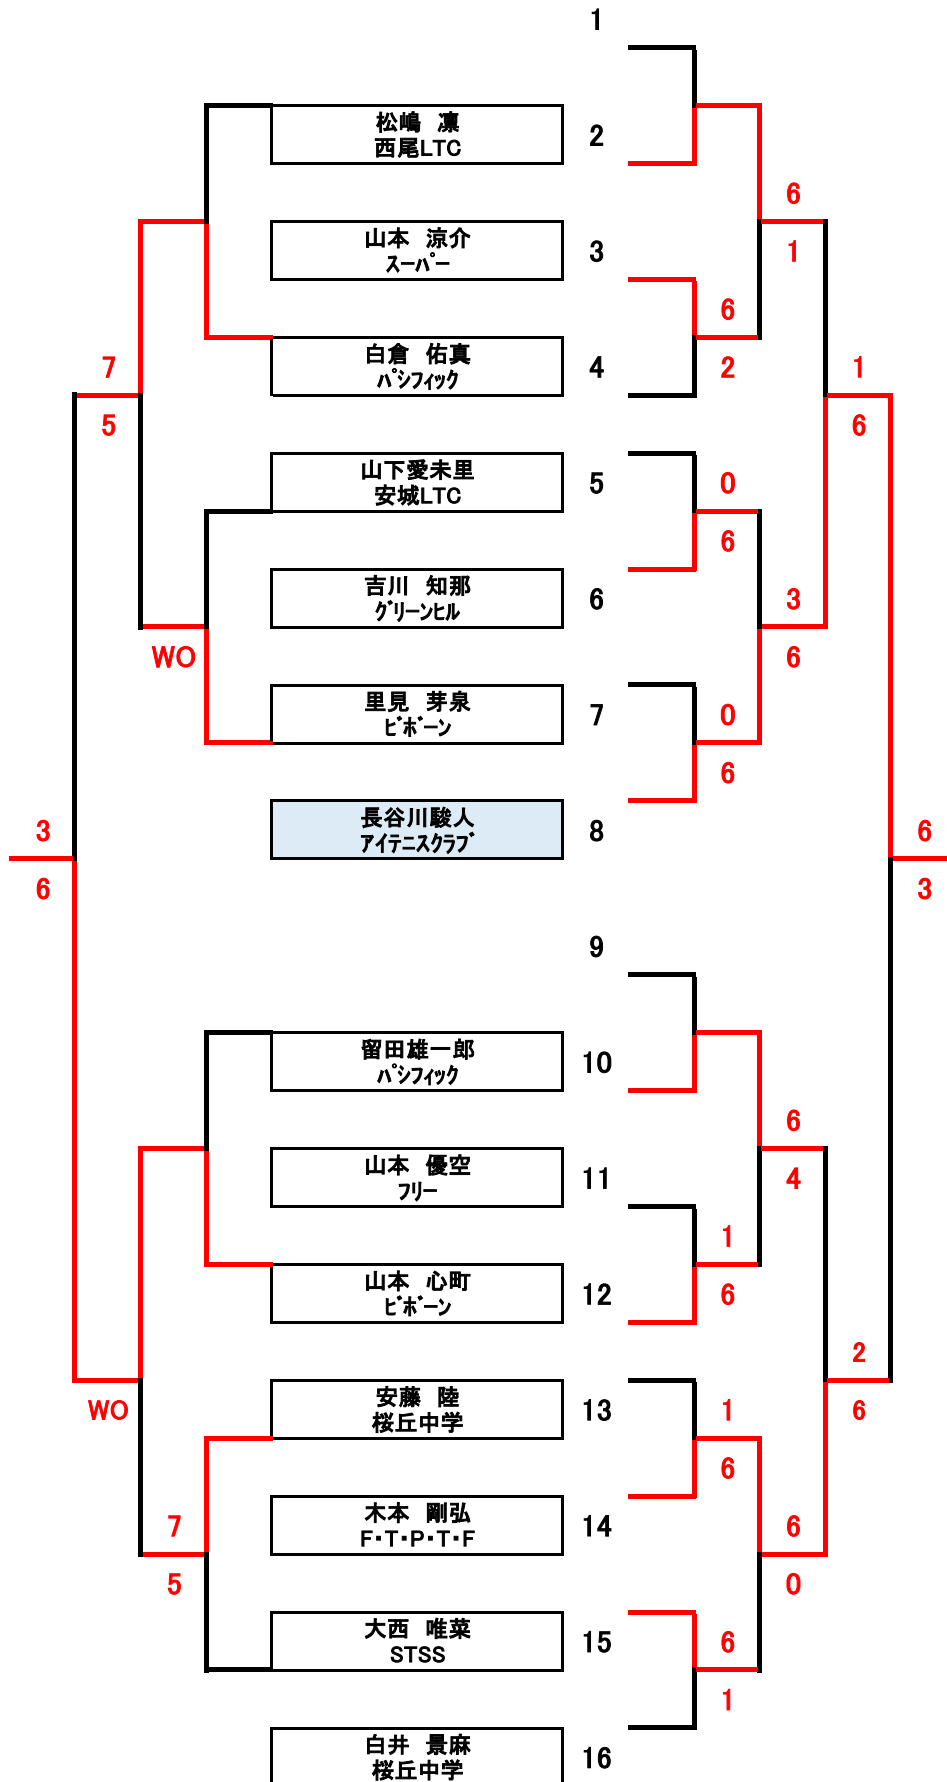 1
松嶋 凛
西尾LTC
2
6
山本 涼介
スーパー
3
1
6
7
白倉 佑真
パシフィック
4
2
1
5
6
山下愛未里
安城LTC
5
0
6
吉川 知那
グリーンヒル
6
3
WO
6
里見 芽泉
ビボーン
7
0
6
3
長谷川駿人
アイテニスクラブ
8
6
6
3
9
留田雄一郎
パシフィック
10
6
山本 優空
フリー
11
4
1
山本 心町
ビボーン
12
6
2
WO
安藤 陸
桜丘中学
13
1
6
6
7
木本 剛弘
F・T・P・T・F
14
6
5
0
大西 唯菜
STSS
15
6
1
白井 景麻
桜丘中学
16